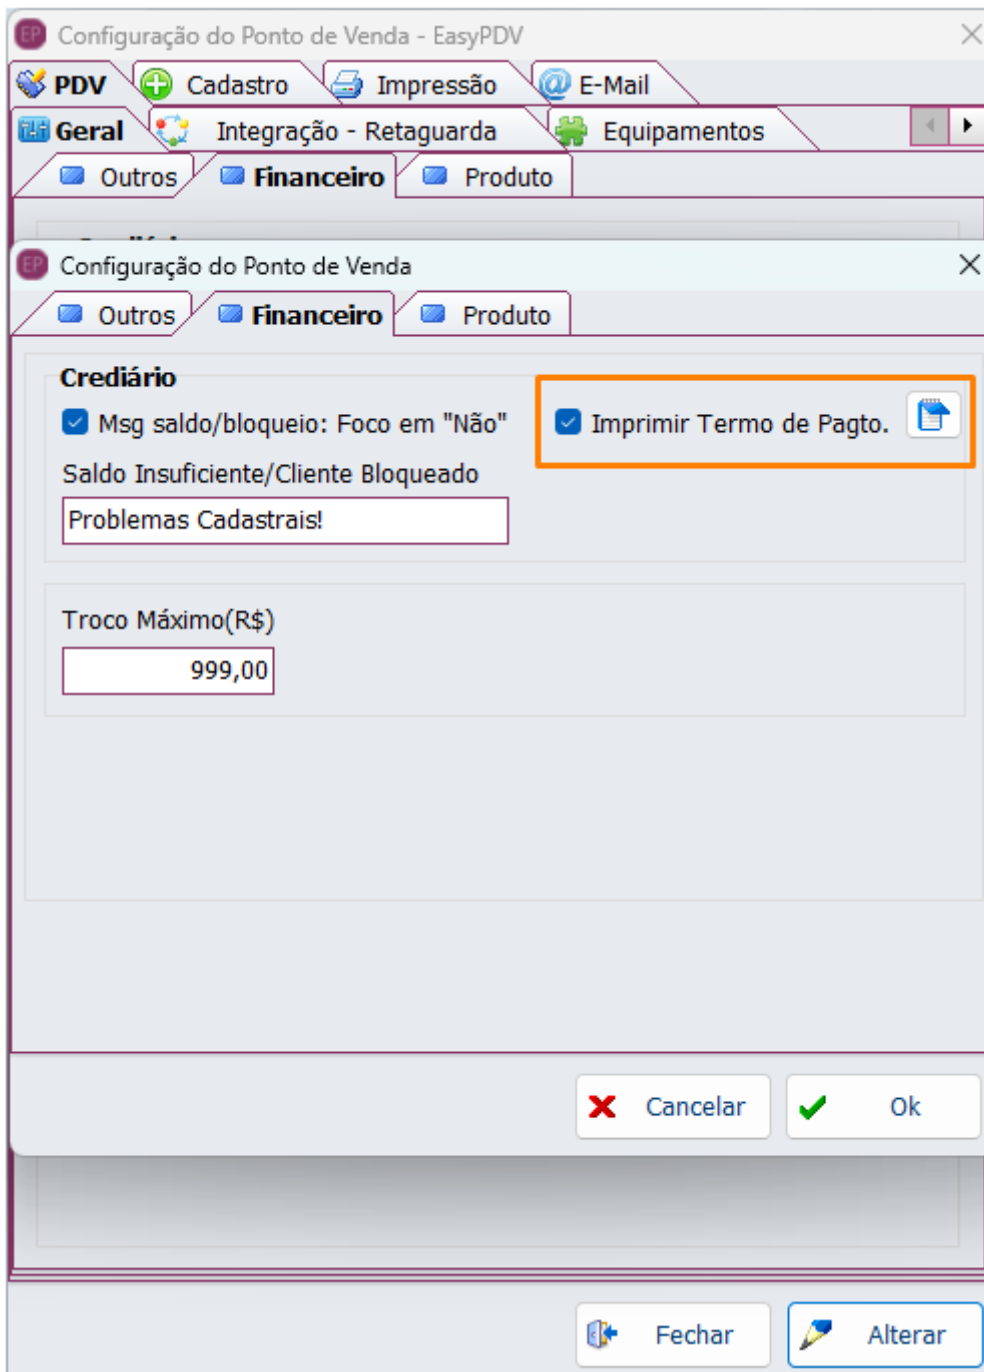 EP Configuração do Ponto de Venda - EasyPDV
PDV Cadastro Impressão E-Mail
Geral Integração - Retaguarda Equipamentos
Outros Financeiro Produto
EP Configuração do Ponto de Venda
Outros Financeiro Produto
Crediário
Msg saldo/bloqueio: Foco em "Não" Imprimir Termo de Pagto.
Saldo Insuficiente/Cliente Bloqueado
Problemas Cadastrais!
Troco Máximo(R$)
999,00
Cancelar Ok
Fechar Alterar